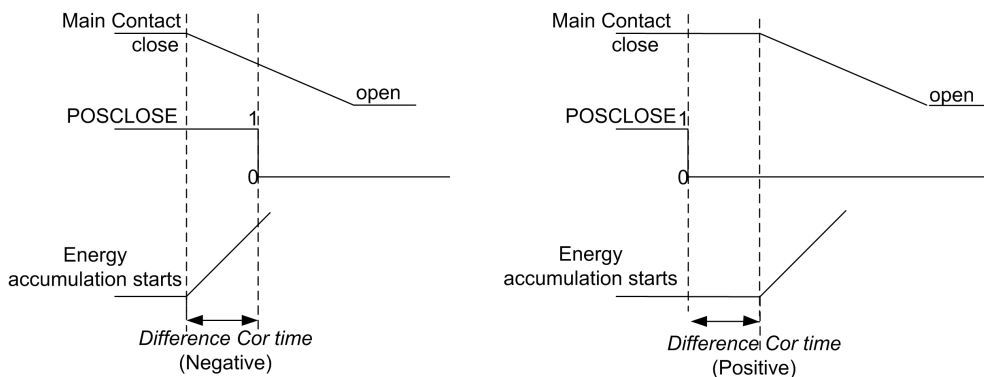 Main Contact
close
open
POSCLOSE
1
0
Energy
accumulation starts
Difference Cor time
(Negative)
Main Contact
close
open
POSCLOSE
1
0
Energy
accumulation starts
Difference Cor time
(Positive)